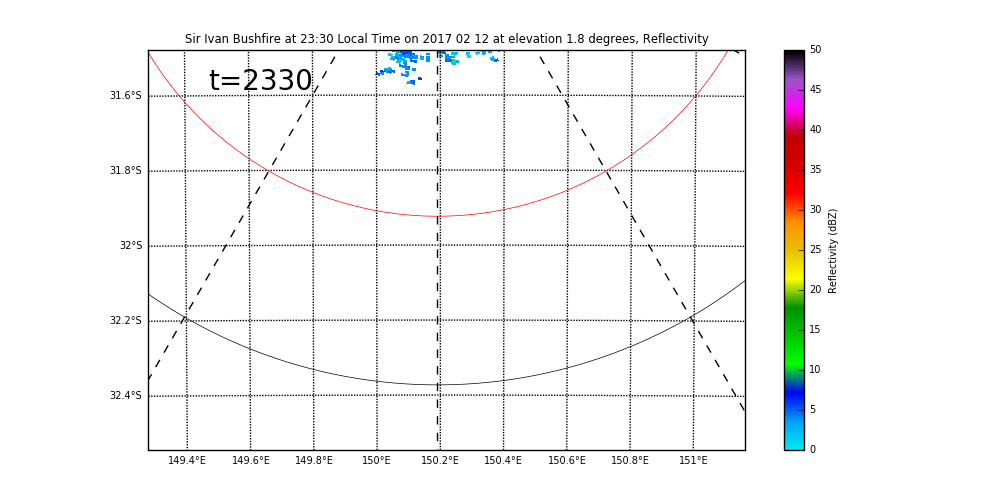 Sir Ivan Bushfire at 23:30 Local Time on 2017 02 12 at elevation 1.8 degrees, Reflectivity
t=2330
31.6°S
31.8°S
32°S
32.2°S
32.4°S
149.4°E 149.6°E 149.8°E 150°E 150.2°E 150.4°E 150.6°E 150.8°E 151°E
50
45
40
35
30
25
20
15
10
5
0
Reflectivity (dBZ)